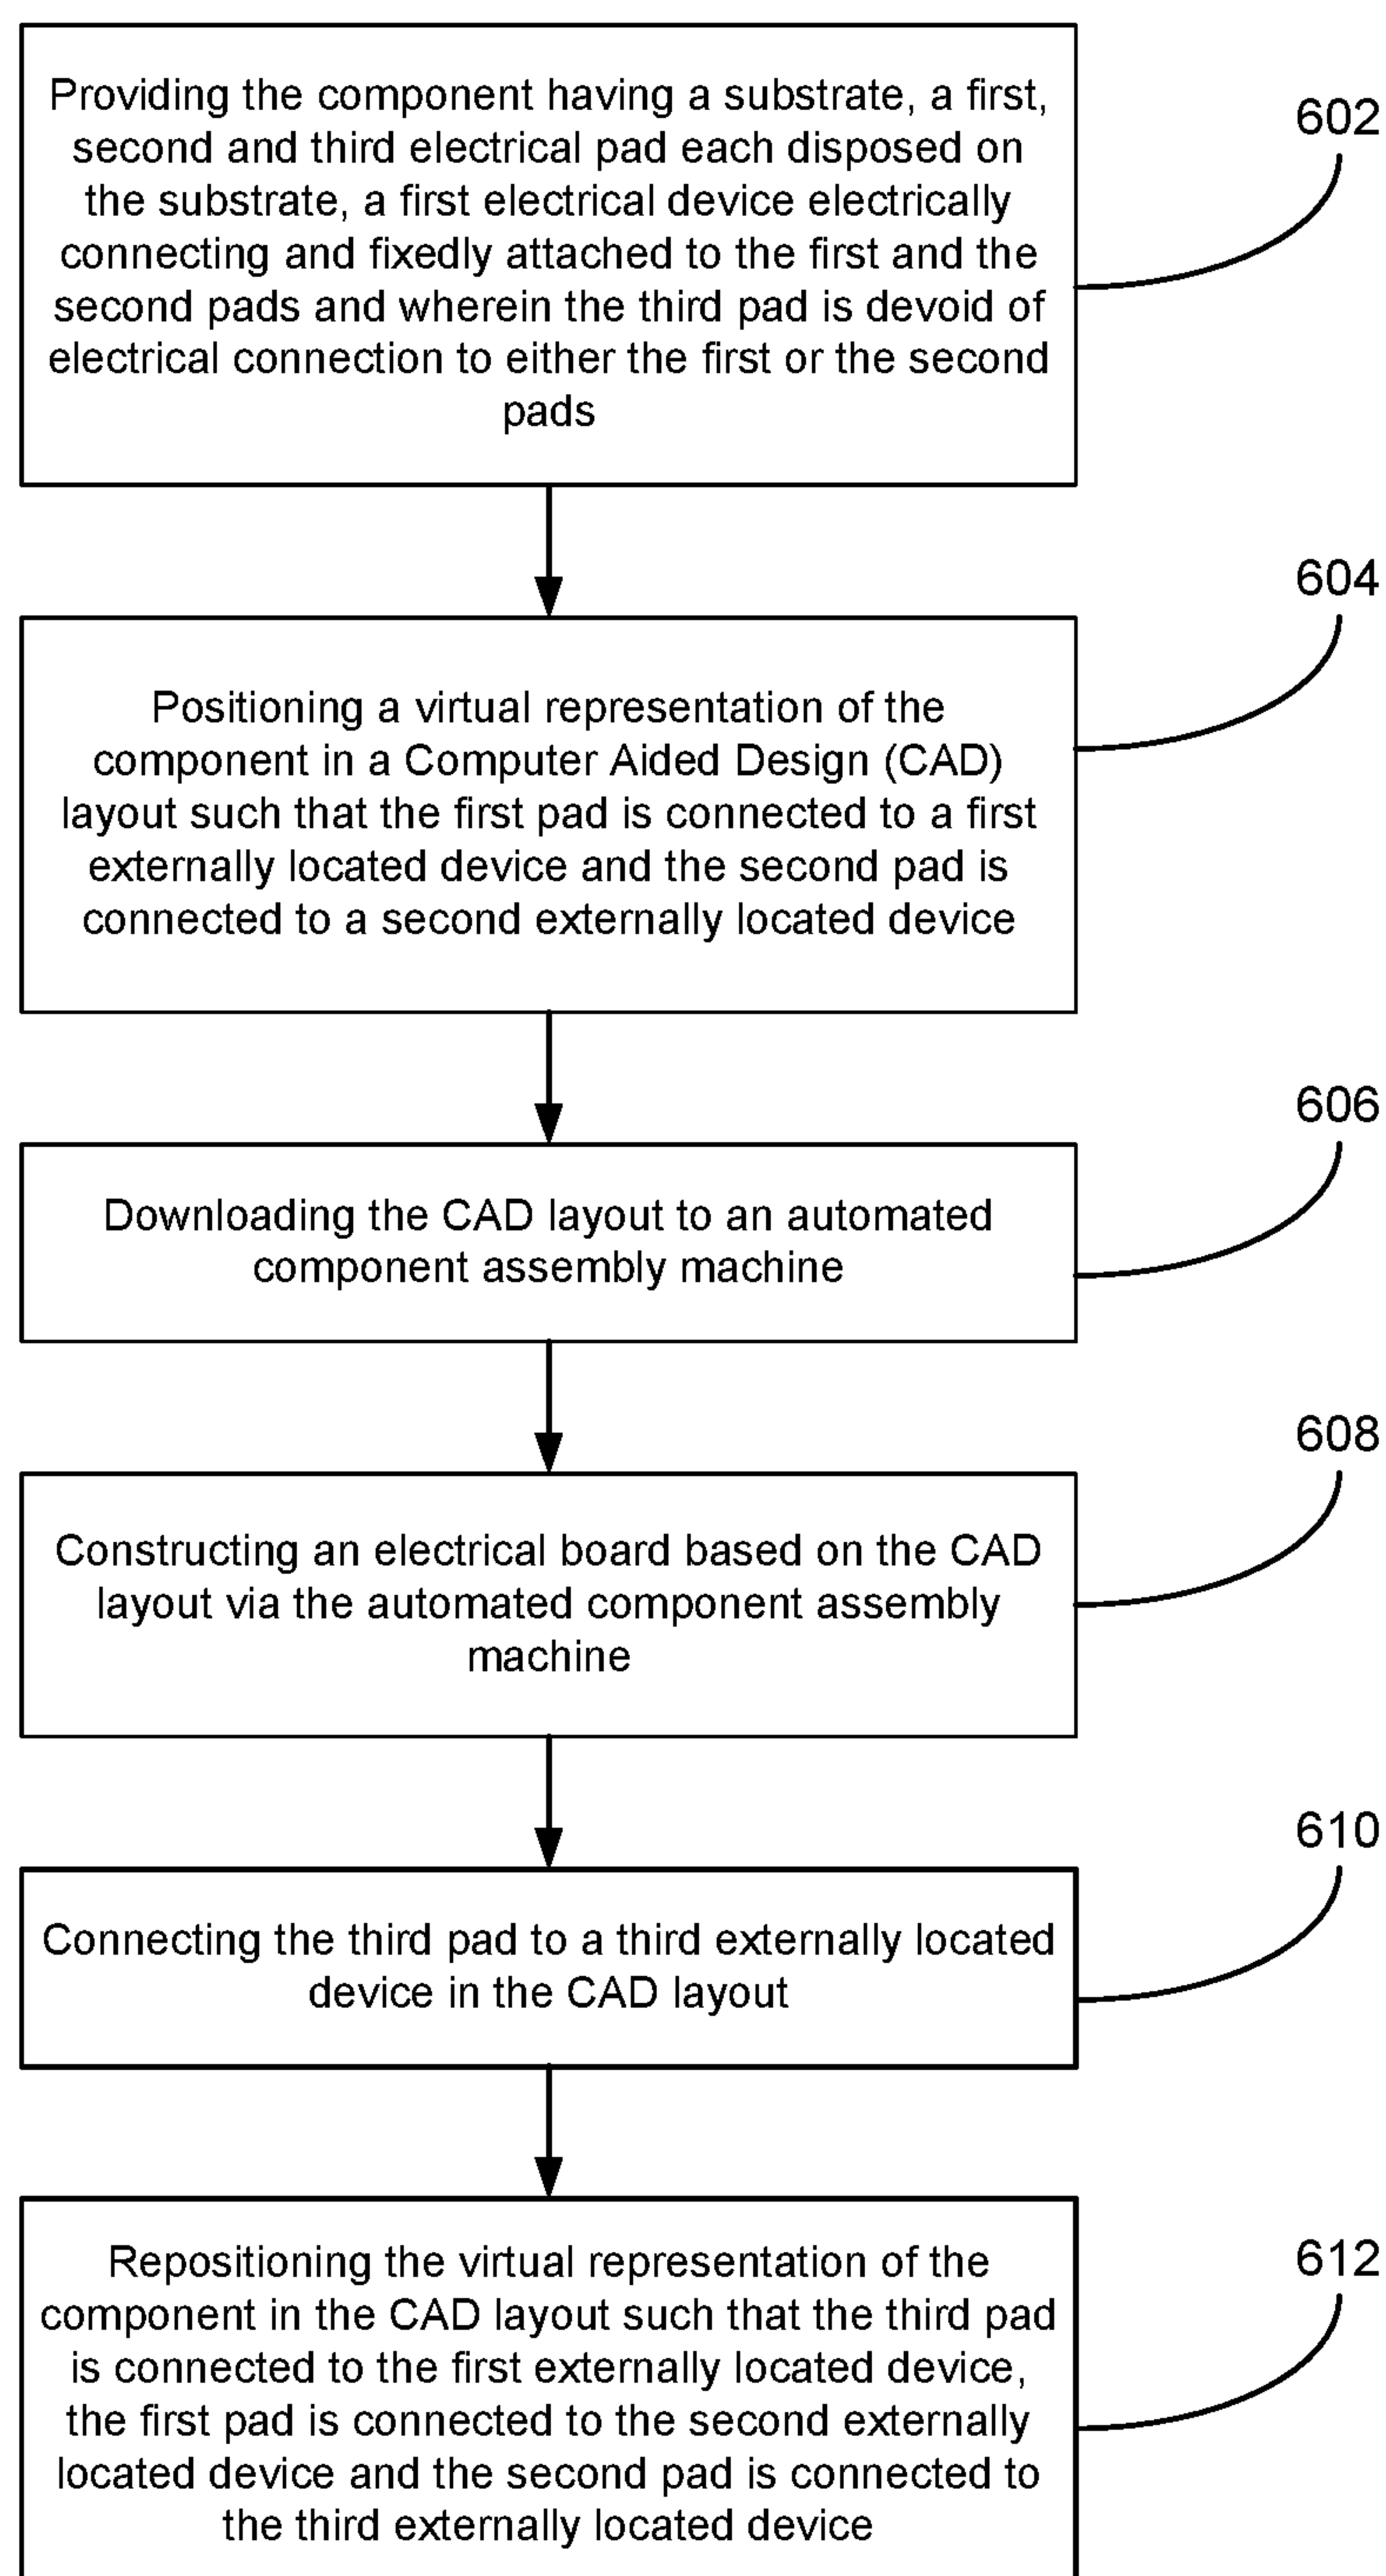 Providing the component having a substrate, a first,
second and third electrical pad each disposed on
the substrate, a first electrical device electrically
connecting and fixedly attached to the first and the
second pads and wherein the third pad is devoid of
electrical connection to either the first or the second
pads
602
Positioning a virtual representation of the
component in a Computer Aided Design (CAD)
layout such that the first pad is connected to a first
externally located device and the second pad is
connected to a second externally located device
604
Downloading the CAD layout to an automated
component assembly machine
606
Constructing an electrical board based on the CAD
layout via the automated component assembly
machine
608
Connecting the third pad to a third externally located
device in the CAD layout
610
Repositioning the virtual representation of the
component in the CAD layout such that the third pad
is connected to the first externally located device,
the first pad is connected to the second externally
located device and the second pad is connected to
the third externally located device
612